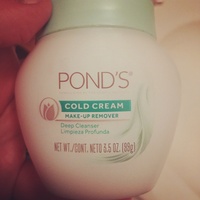 POND'S
COLD CREAM
MAKE-UP REMOVER
Deep Cleanser
Limpieza Profunda
NET WT./CONT. NETO 3.5 OZ. (99g)